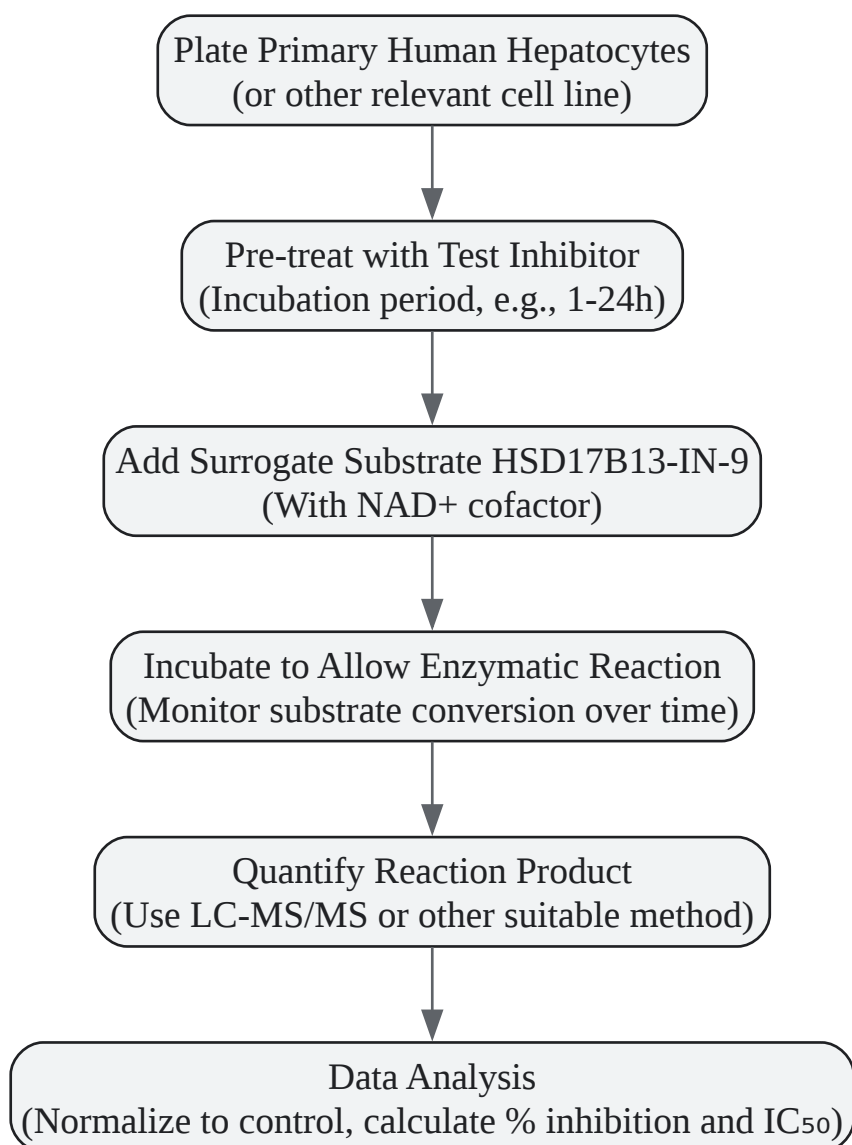 Plate Primary Human Hepatocytes
(or other relevant cell line)
Pre-treat with Test Inhibitor
(Incubation period, e.g., 1-24h)
Add Surrogate Substrate HSD17B13-IN-9
(With NAD+ cofactor)
Incubate to Allow Enzymatic Reaction
(Monitor substrate conversion over time)
Quantify Reaction Product
(Use LC-MS/MS or other suitable method)
Data Analysis
(Normalize to control, calculate % inhibition and IC₅₀)